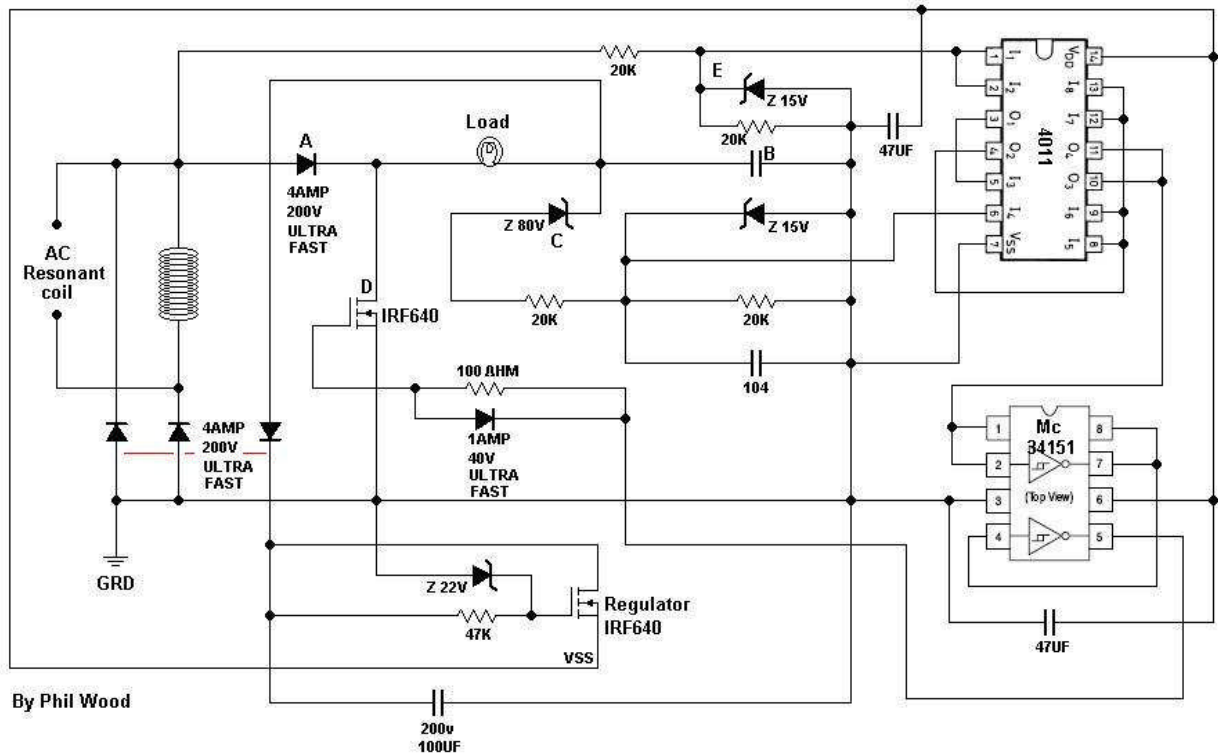 20K
E
Z 15V
20K
47UF
B
A
Load
4AMP
200V
ULTRA
FAST
Z 80V
C
Z 15V
AC
Resonant
coil
D
IRF640
20K
20K
104
100 AHM
1AMP
40V
ULTRA
FAST
4AMP
200V
ULTRA
FAST
GRD
Z 22V
47K
Regulator
IRF640
VSS
200v
100UF
By Phil Wood
4011
1 I1
2 I2
3 O1
4 O2
5 I3
6 I4
7 VSS
14 VDD
13 I8
12 I7
11 O4
10 O3
9 I6
8 I5
Mc
34151
(Top View)
1
2
3
4
8
7
6
5
47UF